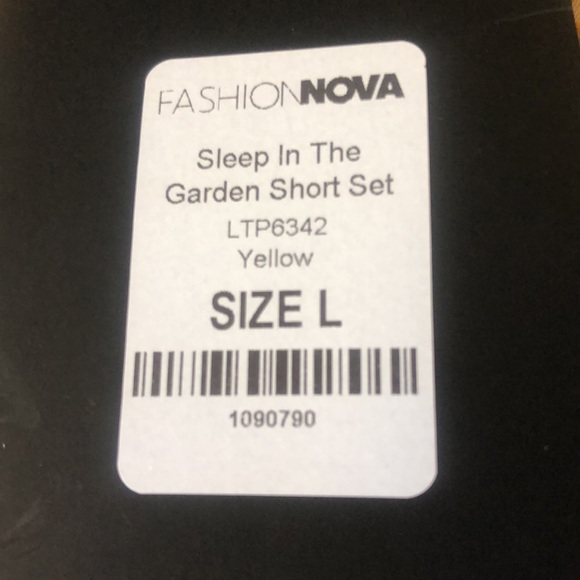 FASHIONNOVA
Sleep In The
Garden Short Set
LTP6342
Yellow
SIZE L
1090790